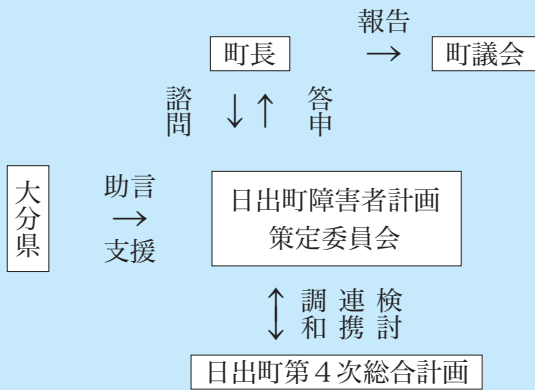 報告
町長
→
町議会
諮問
↓↑
答申
大分県
助言
→
支援
日出町障害者計画
策定委員会
↕
調和
連携
検討
日出町第４次総合計画